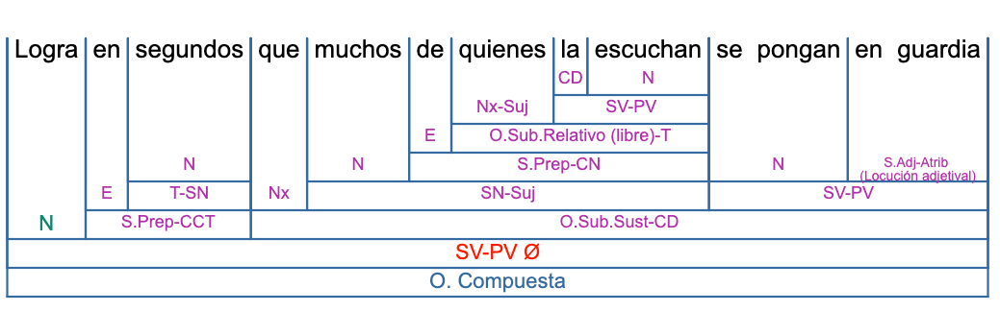 Logra en segundos que muchos de quienes la escuchan se pongan en guardia
CD N
Nx-Suj SV-PV
E O.Sub.Relativo (libre)-T
N N S.Prep-CN N S.Adj-Atrib
(Locución adjetival)
E T-SN Nx SN-Suj SV-PV
N S.Prep-CCT O.Sub.Sust-CD
SV-PV Ø
O. Compuesta